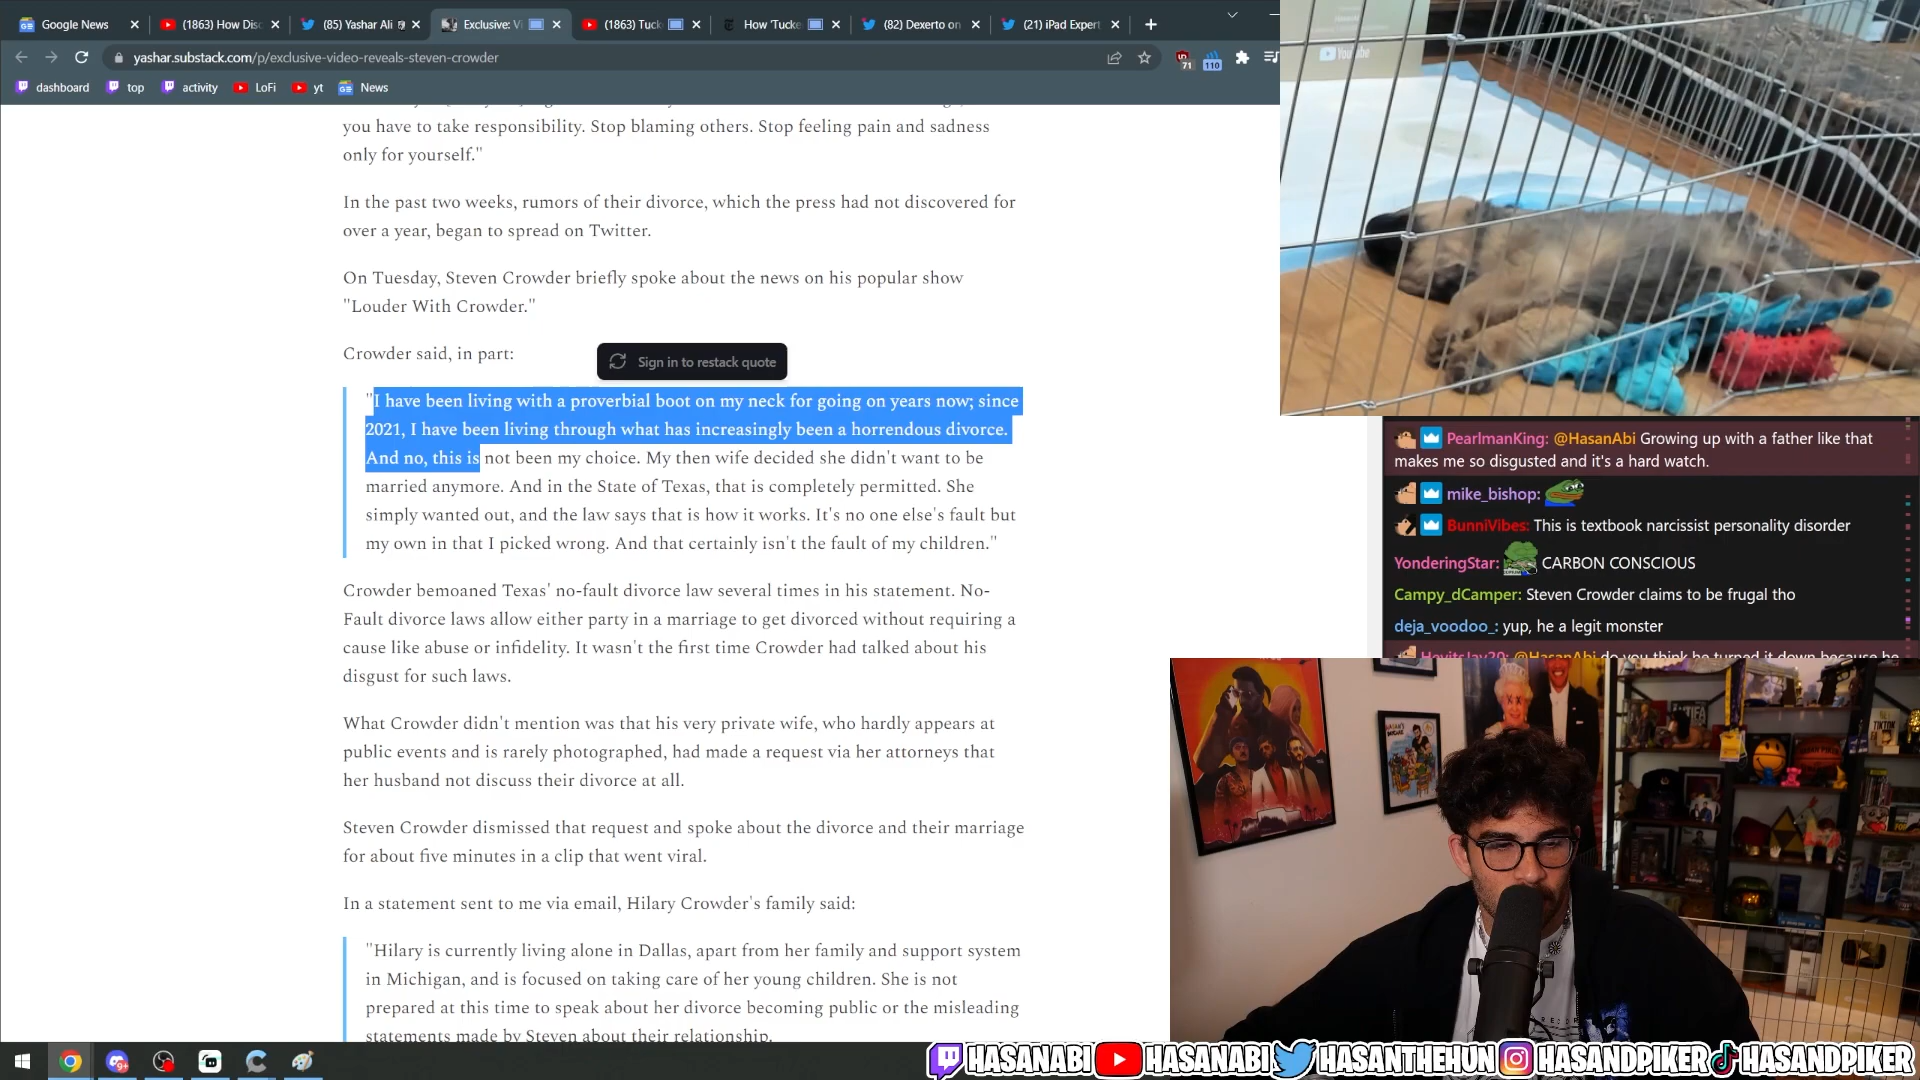 Google News
(1863) How Disc
(85) Yashar Ali
Exclusive: Vi
(1863) Tuck
How 'Tucke
(82) Dexerto on
(21) iPad Expert
yashar.substack.com/p/exclusive-video-reveals-steven-crowder
71
110
dashboard
top
activity
LoFi
yt
News
you have to take responsibility. Stop blaming others. Stop feeling pain and sadness
only for yourself."
In the past two weeks, rumors of their divorce, which the press had not discovered for
over a year, began to spread on Twitter.
On Tuesday, Steven Crowder briefly spoke about the news on his popular show
"Louder With Crowder."
Crowder said, in part:
Sign in to restack quote
"I have been living with a proverbial boot on my neck for going on years now; since
2021, I have been living through what has increasingly been a horrendous divorce.
And no, this is not been my choice. My then wife decided she didn't want to be
married anymore. And in the State of Texas, that is completely permitted. She
simply wanted out, and the law says that is how it works. It's no one else's fault but
my own in that I picked wrong. And that certainly isn't the fault of my children."
Crowder bemoaned Texas' no-fault divorce law several times in his statement. No-
Fault divorce laws allow either party in a marriage to get divorced without requiring a
cause like abuse or infidelity. It wasn't the first time Crowder had talked about his
disgust for such laws.
What Crowder didn't mention was that his very private wife, who hardly appears at
public events and is rarely photographed, had made a request via her attorneys that
her husband not discuss their divorce at all.
Steven Crowder dismissed that request and spoke about the divorce and their marriage
for about five minutes in a clip that went viral.
In a statement sent to me via email, Hilary Crowder's family said:
"Hilary is currently living alone in Dallas, apart from her family and support system
in Michigan, and is focused on taking care of her young children. She is not
prepared at this time to speak about her divorce becoming public or the misleading
statements made by Steven about their relationship.
YouTube
PearlmanKing: @HasanAbi Growing up with a father like that
makes me so disgusted and it's a hard watch.
mike_bishop:
BunniVibes: This is textbook narcissist personality disorder
YonderingStar: CARBON CONSCIOUS
Campy_dCamper: Steven Crowder claims to be frugal tho
deja_voodoo_: yup, he a legit monster
@HasanAbi do you think he turned it down because he
HASANABI HASANABI HASANTHEHUN HASANDPIKER HASANDPIKER